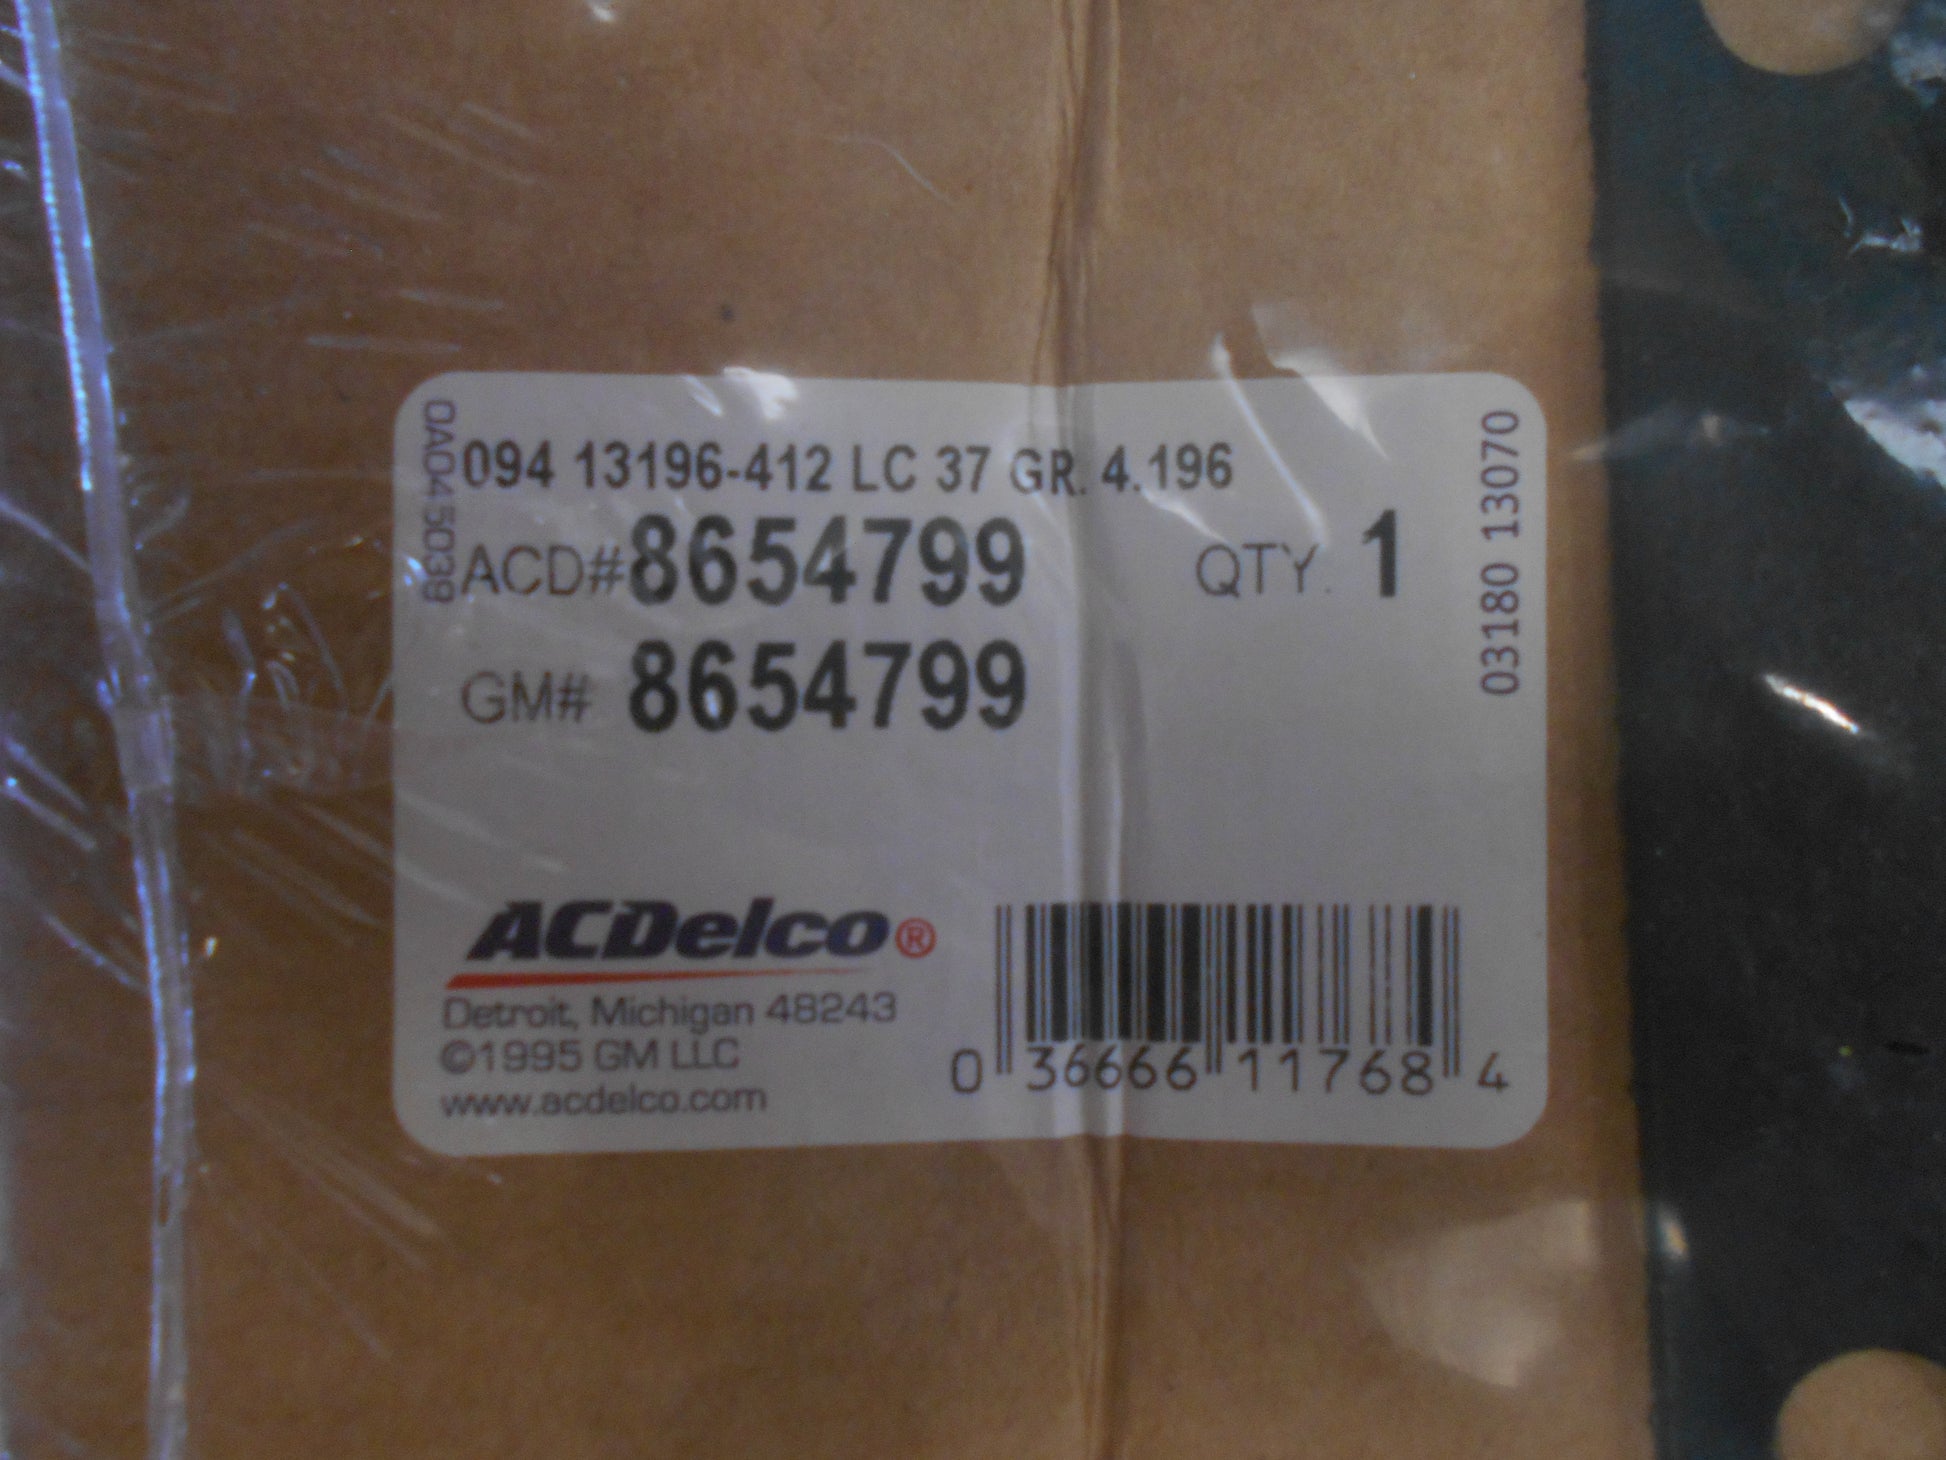 0A045039
094 13196-412 LC 37 GR. 4.196
ACD#8654799 QTY. 1
GM# 8654799
03180 13070
ACDelco®
Detroit, Michigan 48243
©1995 GM LLC
www.acdelco.com
0 36666 11768 4